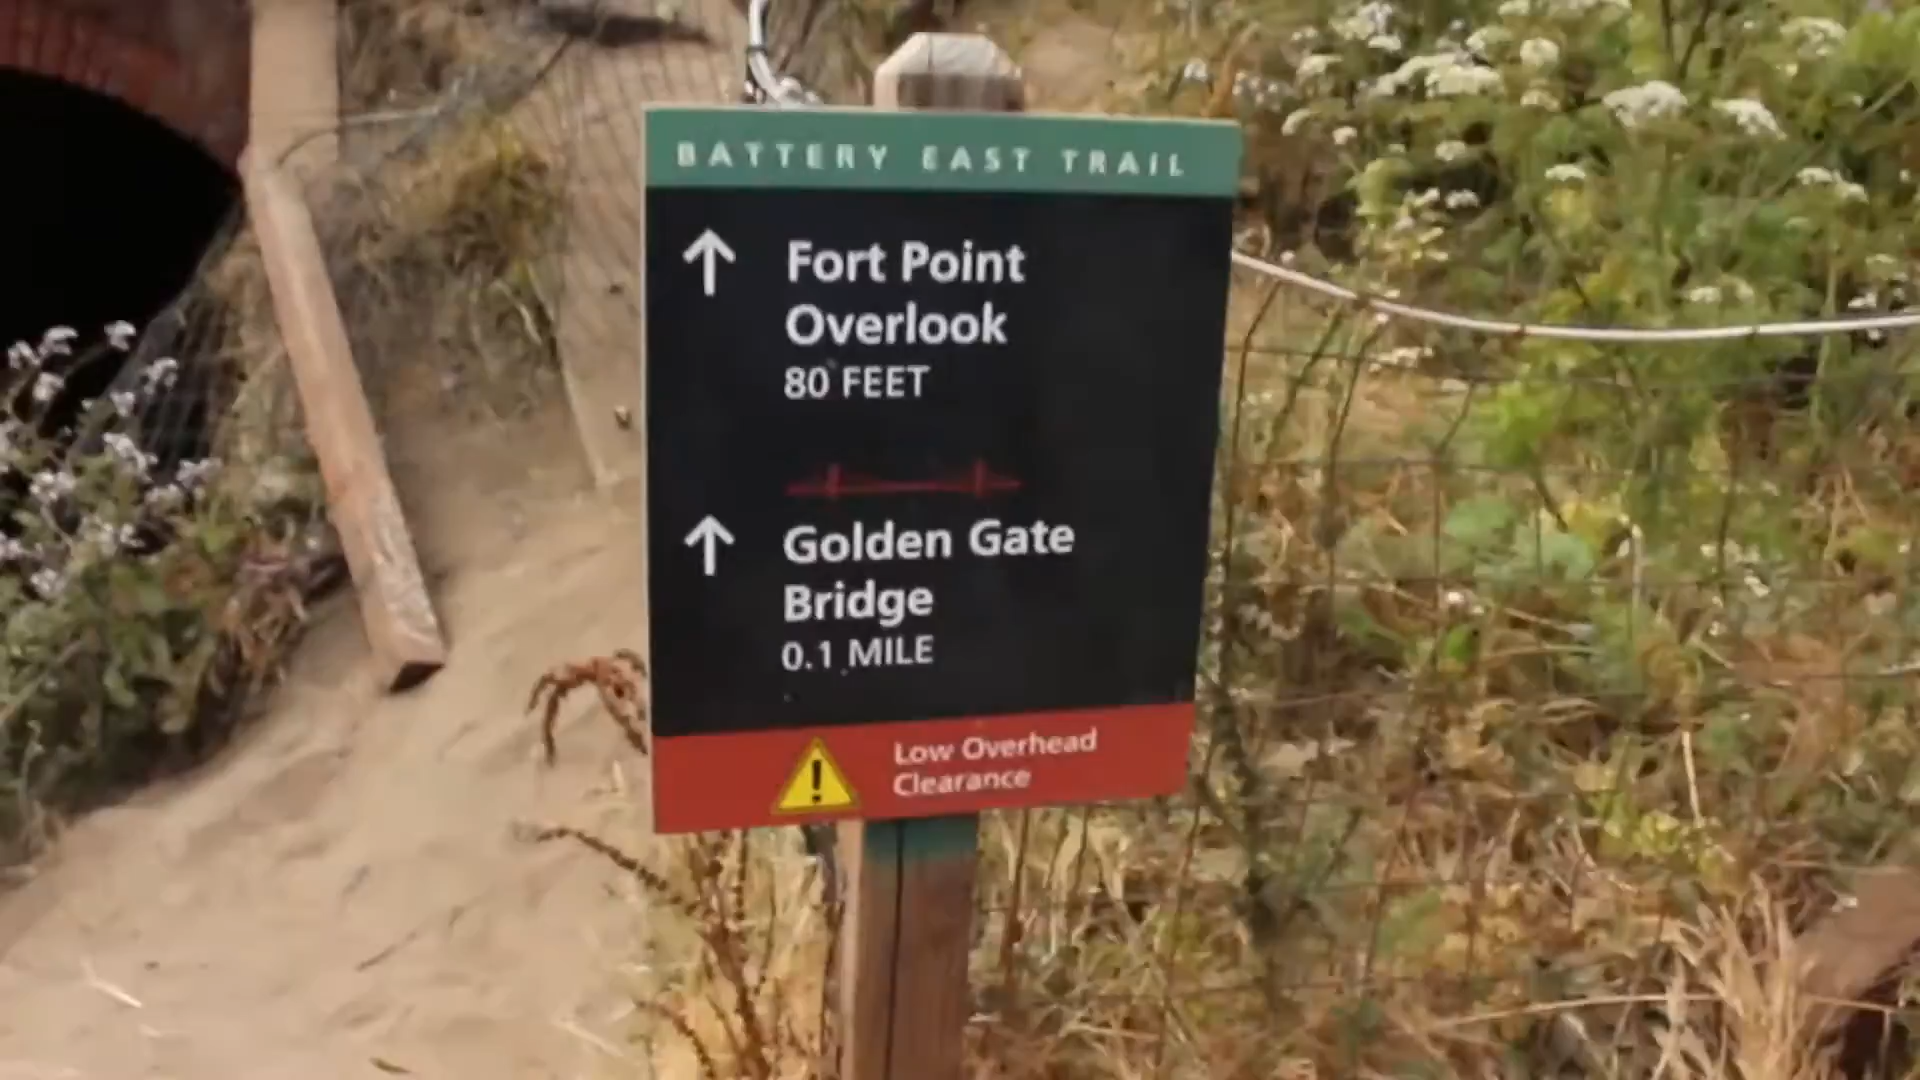 BATTERY EAST TRAIL
Fort Point
Overlook
80 FEET
Golden Gate
Bridge
0.1 MILE
Low Overhead
Clearance